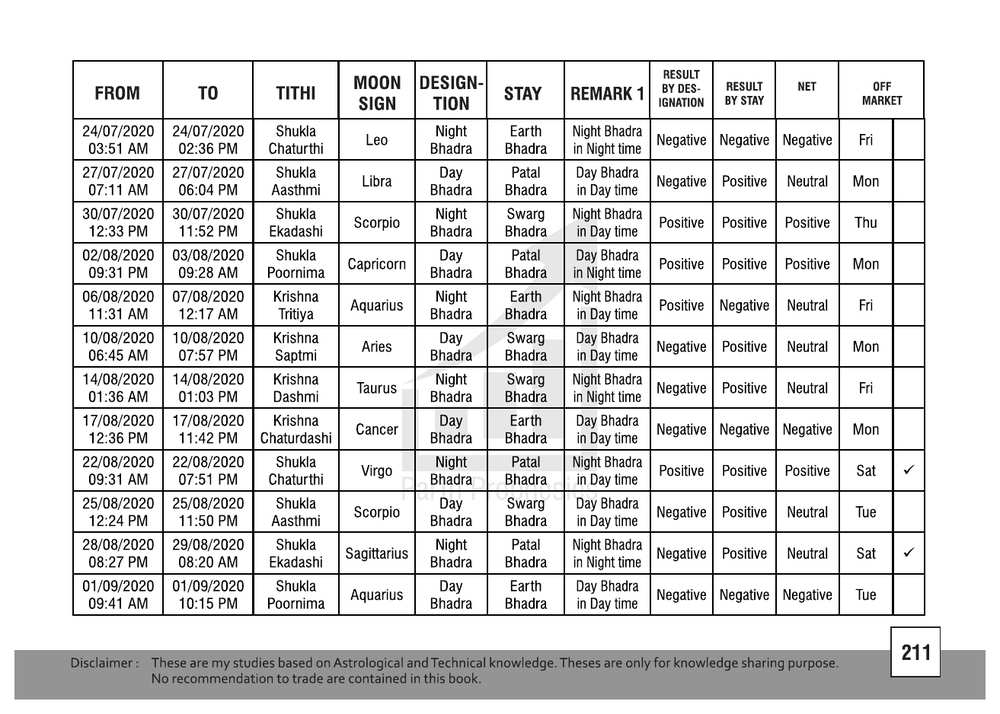 FROM TO TITHI MOON SIGN DESIGN-TION STAY REMARK 1 RESULT BY DES-IGNATION RESULT BY STAY NET OFF MARKET
24/07/2020 03:51 AM 24/07/2020 02:36 PM Shukla Chaturthi Leo Night Bhadra Earth Bhadra Night Bhadra in Night time Negative Negative Negative Fri
27/07/2020 07:11 AM 27/07/2020 06:04 PM Shukla Aasthmi Libra Day Bhadra Patal Bhadra Day Bhadra in Day time Negative Positive Neutral Mon
30/07/2020 12:33 PM 30/07/2020 11:52 PM Shukla Ekadashi Scorpio Night Bhadra Swarg Bhadra Night Bhadra in Day time Positive Positive Positive Thu
02/08/2020 09:31 PM 03/08/2020 09:28 AM Shukla Poornima Capricorn Day Bhadra Patal Bhadra Day Bhadra in Night time Positive Positive Positive Mon
06/08/2020 11:31 AM 07/08/2020 12:17 AM Krishna Tritiya Aquarius Night Bhadra Earth Bhadra Night Bhadra in Day time Positive Negative Neutral Fri
10/08/2020 06:45 AM 10/08/2020 07:57 PM Krishna Saptmi Aries Day Bhadra Swarg Bhadra Day Bhadra in Day time Negative Positive Neutral Mon
14/08/2020 01:36 AM 14/08/2020 01:03 PM Krishna Dashmi Taurus Night Bhadra Swarg Bhadra Night Bhadra in Night time Negative Positive Neutral Fri
17/08/2020 12:36 PM 17/08/2020 11:42 PM Krishna Chaturdashi Cancer Day Bhadra Earth Bhadra Day Bhadra in Day time Negative Negative Negative Mon
22/08/2020 09:31 AM 22/08/2020 07:51 PM Shukla Chaturthi Virgo Night Bhadra Patal Bhadra Night Bhadra in Day time Positive Positive Positive Sat ✓
25/08/2020 12:24 PM 25/08/2020 11:50 PM Shukla Aasthmi Scorpio Day Bhadra Swarg Bhadra Day Bhadra in Day time Negative Positive Neutral Tue
28/08/2020 08:27 PM 29/08/2020 08:20 AM Shukla Ekadashi Sagittarius Night Bhadra Patal Bhadra Night Bhadra in Night time Negative Positive Neutral Sat ✓
01/09/2020 09:41 AM 01/09/2020 10:15 PM Shukla Poornima Aquarius Day Bhadra Earth Bhadra Day Bhadra in Day time Negative Negative Negative Tue
Disclaimer : These are my studies based on Astrological and Technical knowledge. Theses are only for knowledge sharing purpose.
No recommendation to trade are contained in this book.
211